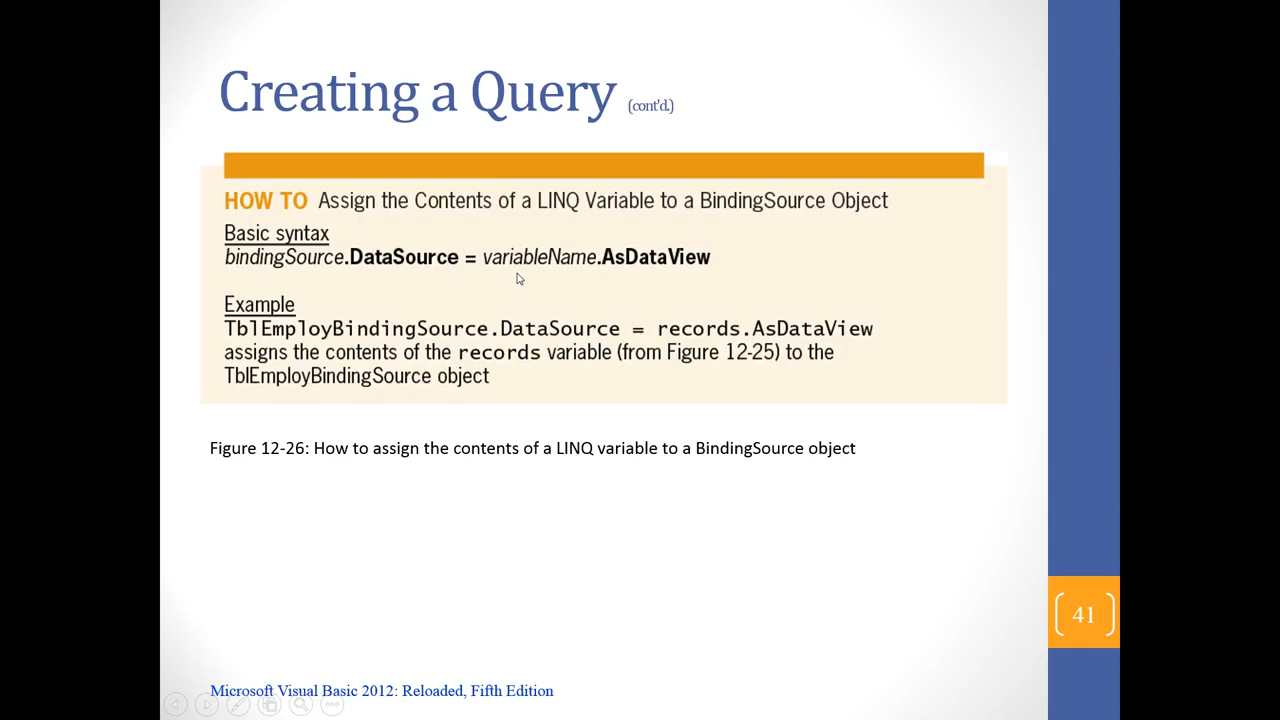 Creating a Query (cont'd.)
HOW TO Assign the Contents of a LINQ Variable to a BindingSource Object
Basic syntax
bindingSource.DataSource = variableName.AsDataView
Example
TblEmployBindingSource.DataSource = records.AsDataView
assigns the contents of the records variable (from Figure 12-25) to the
TblEmployBindingSource object
Figure 12-26: How to assign the contents of a LINQ variable to a BindingSource object
41
Microsoft Visual Basic 2012: Reloaded, Fifth Edition